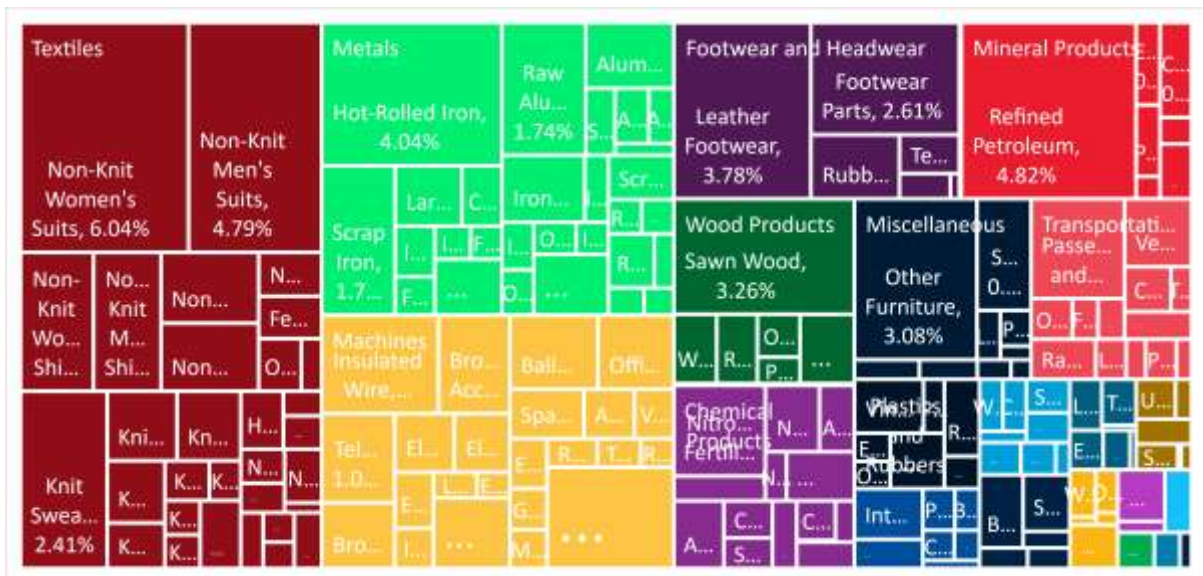 Textiles
Non-Knit
Women's
Suits, 6.04%
Non-Knit
Men's
Suits,
4.79%
Non-
Knit
Wo...
Shi...
No...
Knit
M...
Shi...
Non...
Non...
N...
Fe...
O...
Knit
Swea...
2.41%
Kni...
Kn...
H...
K...
K...
K...
N...
N...
K...
K...
K...
Metals
Hot-Rolled Iron,
4.04%
Raw
Alu...
1.74%
Alum...
S...
A...
A...
Scrap
Iron,
1.7...
Lar...
C...
Iron...
I...
Scr...
R...
I...
I...
F...
I...
O...
I...
R...
F...
...
O...
...
Machines
Insulated
Wire,...
Bro...
Acc...
Ball...
Offi...
Tel...
1.0...
El...
El...
Spa...
A...
V...
E...
R...
T...
R...
E...
L...
E...
G...
Bro...
I...
...
M...
...
Footwear and Headwear
Leather
Footwear,
3.78%
Footwear
Parts, 2.61%
Rubb...
Te...
Mineral Products
Refined
Petroleum,
4.82%
C...
0...
P...
Wood Products
Sawn Wood,
3.26%
W...
R...
O...
P...
...
Miscellaneous
Other
Furniture,
3.08%
S...
0....
P...
Transportati...
Passe...
and...
Ve...
C...
T...
O...
F...
Ra...
L...
P...
Chemical
Products
Nitro...
Fertili...
N...
A...
N...
...
A...
C...
S...
C...
Plastics
and
Rubbers
E...
O...
R...
Int...
P...
B...
C...
W...
C...
S...
B...
S...
L...
T...
E...
U...
S...
W...
O...